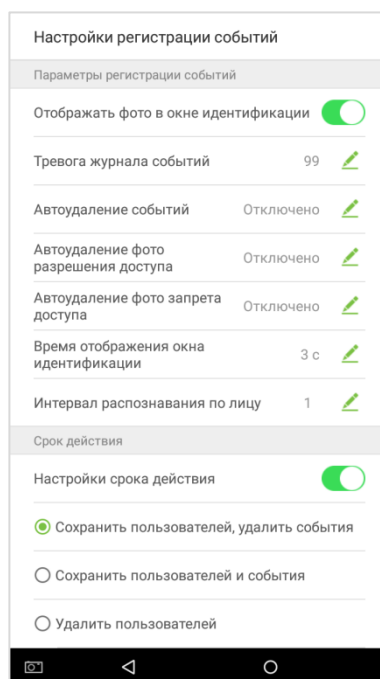 Настройки регистрации событий
Параметры регистрации событий
Отображать фото в окне идентификации
Тревога журнала событий 99
Автоудаление событий Отключено
Автоудаление фото
разрешения доступа Отключено
Автоудаление фото запрета
доступа Отключено
Время отображения окна
идентификации 3 с
Интервал распознавания по лицу 1
Срок действия
Настройки срока действия
Сохранить пользователей, удалить события
Сохранить пользователей и события
Удалить пользователей